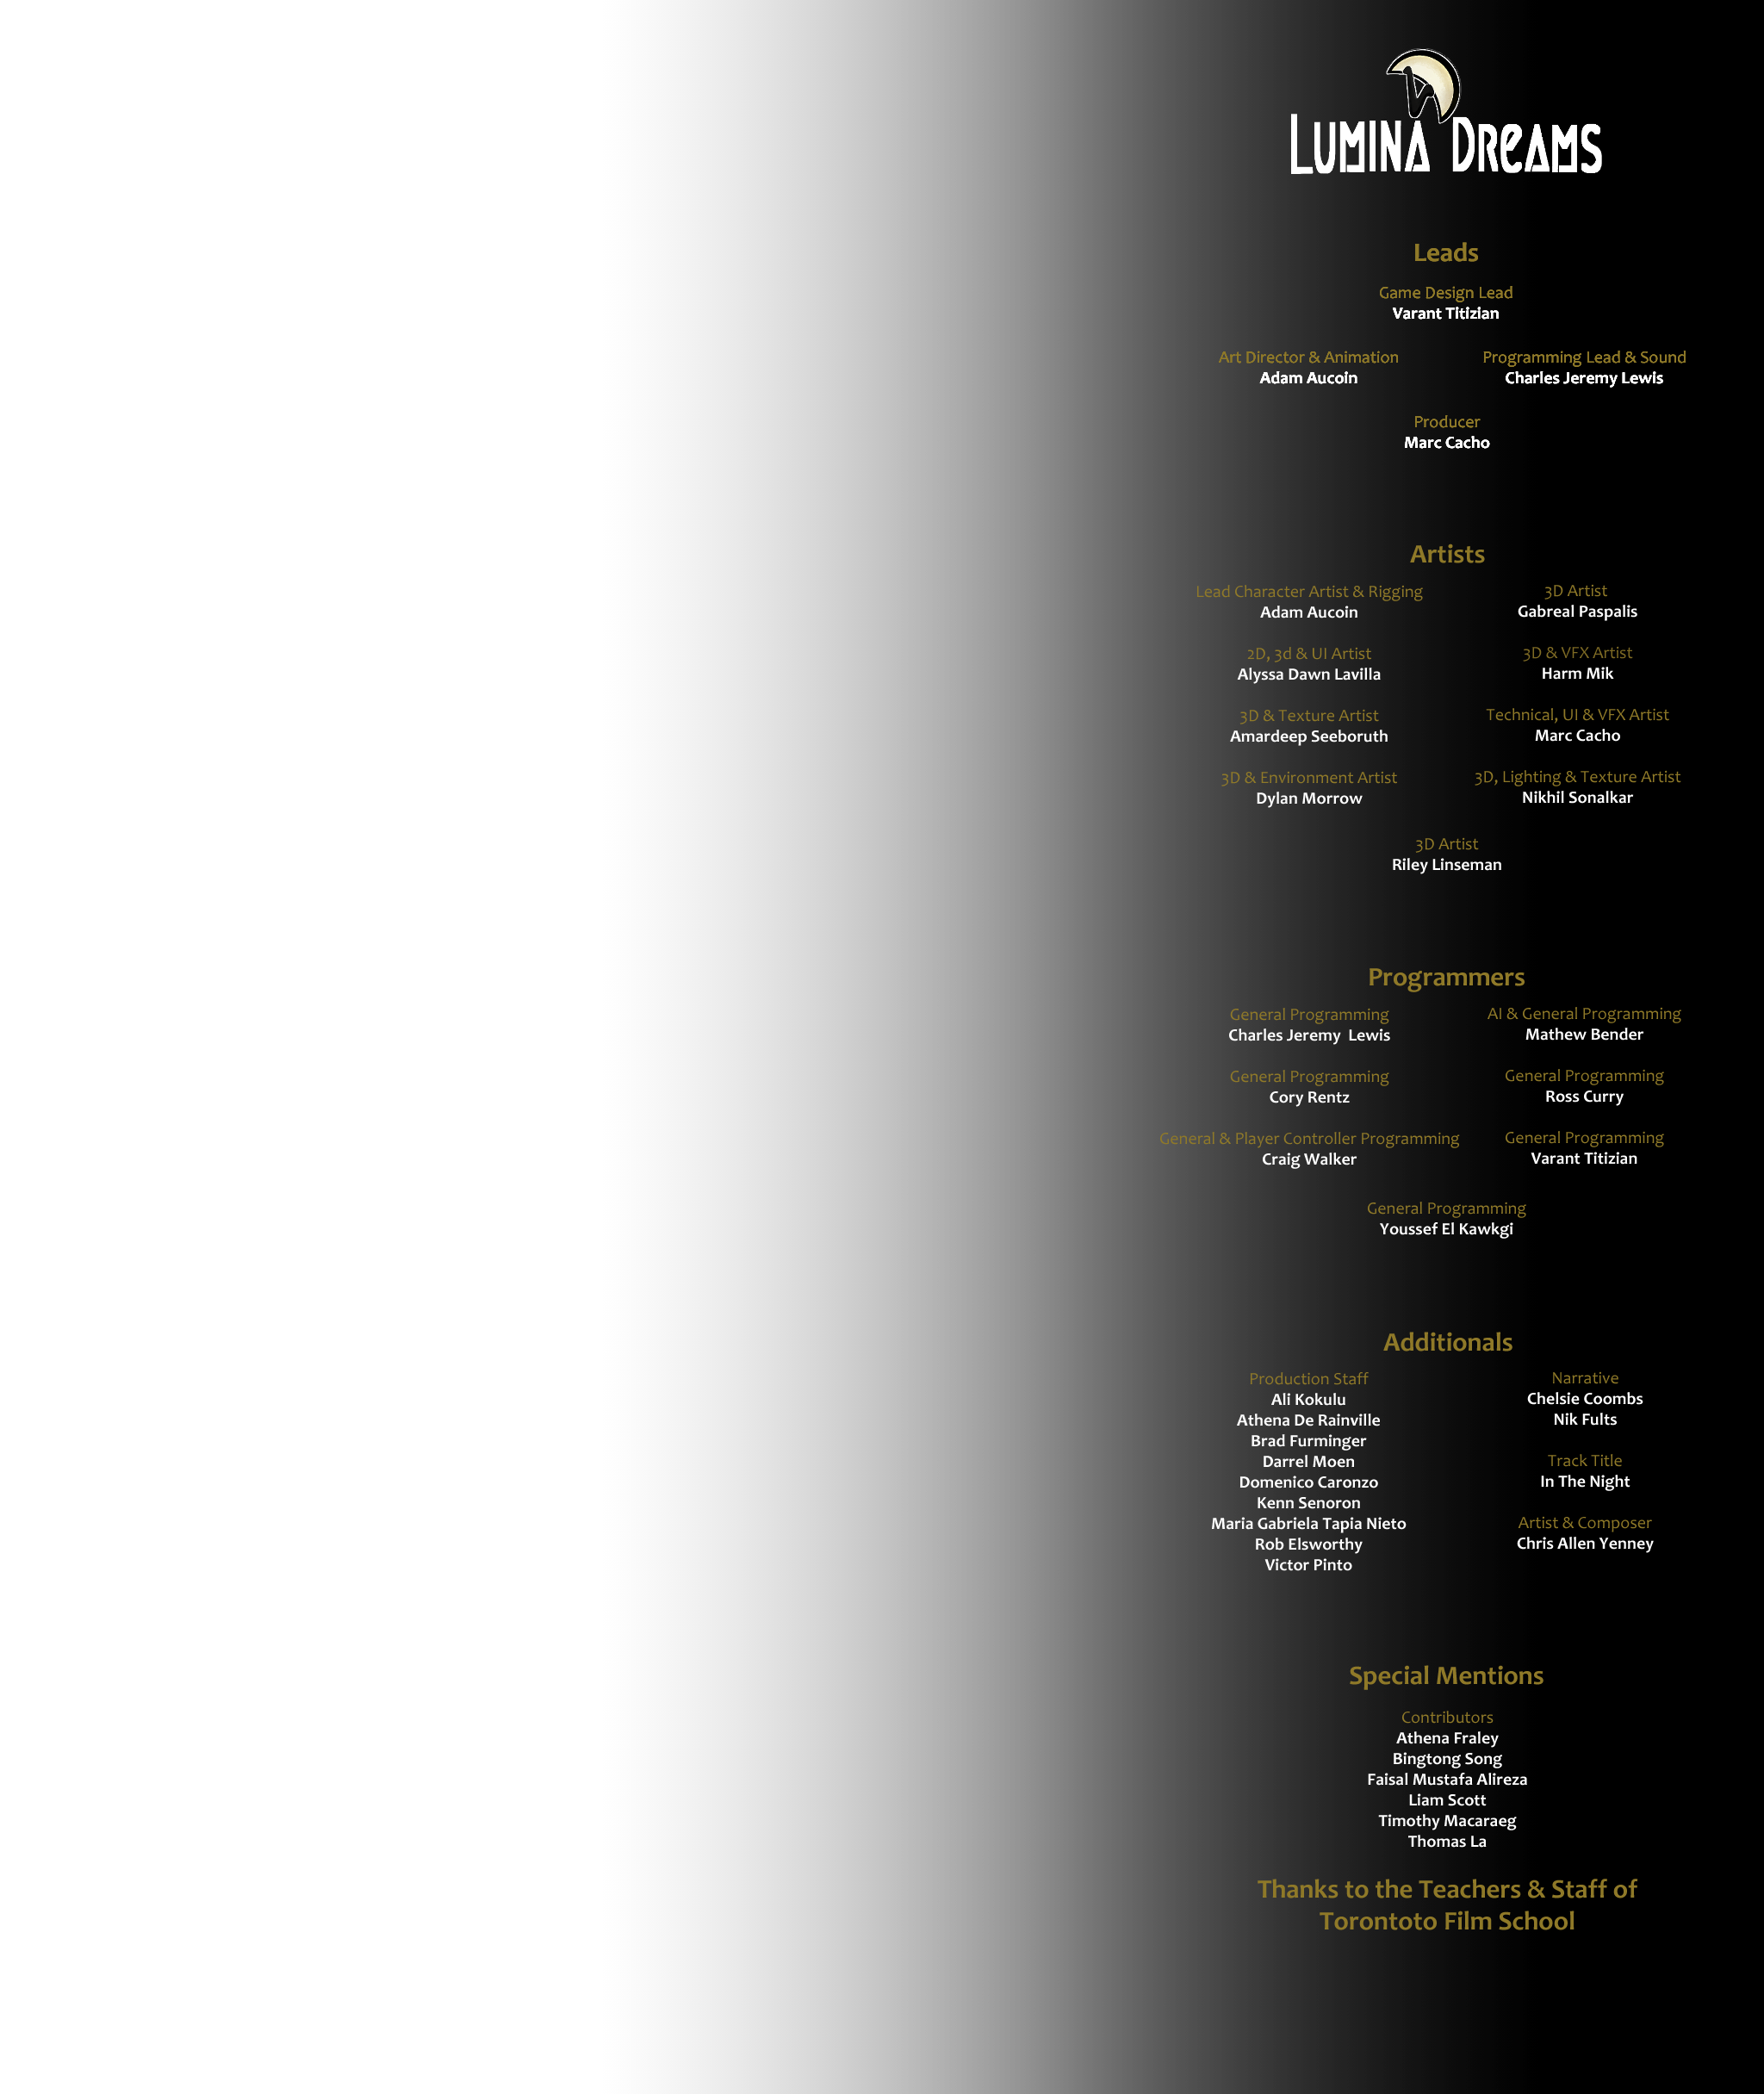 Lumina Dreams
Leads
Game Design Lead
Varant Titizian
Art Director & Animation
Adam Aucoin
Programming Lead & Sound
Charles Jeremy Lewis
Producer
Marc Cacho
Artists
Lead Character Artist & Rigging
Adam Aucoin
3D Artist
Gabreal Paspalis
2D, 3d & UI Artist
Alyssa Dawn Lavilla
3D & VFX Artist
Harm Mik
3D & Texture Artist
Amardeep Seeboruth
Technical, UI & VFX Artist
Marc Cacho
3D & Environment Artist
Dylan Morrow
3D, Lighting & Texture Artist
Nikhil Sonalkar
3D Artist
Riley Linseman
Programmers
General Programming
Charles Jeremy  Lewis
AI & General Programming
Mathew Bender
General Programming
Cory Rentz
General Programming
Ross Curry
General & Player Controller Programming
Craig Walker
General Programming
Varant Titizian
General Programming
Youssef El Kawkgi
Additionals
Production Staff
Ali Kokulu
Athena De Rainville
Brad Furminger
Darrel Moen
Domenico Caronzo
Kenn Senoron
Maria Gabriela Tapia Nieto
Rob Elsworthy
Victor Pinto
Narrative
Chelsie Coombs
Nik Fults
Track Title
In The Night
Artist & Composer
Chris Allen Yenney
Special Mentions
Contributors
Athena Fraley
Bingtong Song
Faisal Mustafa Alireza
Liam Scott
Timothy Macaraeg
Thomas La
Thanks to the Teachers & Staff of
Torontoto Film School